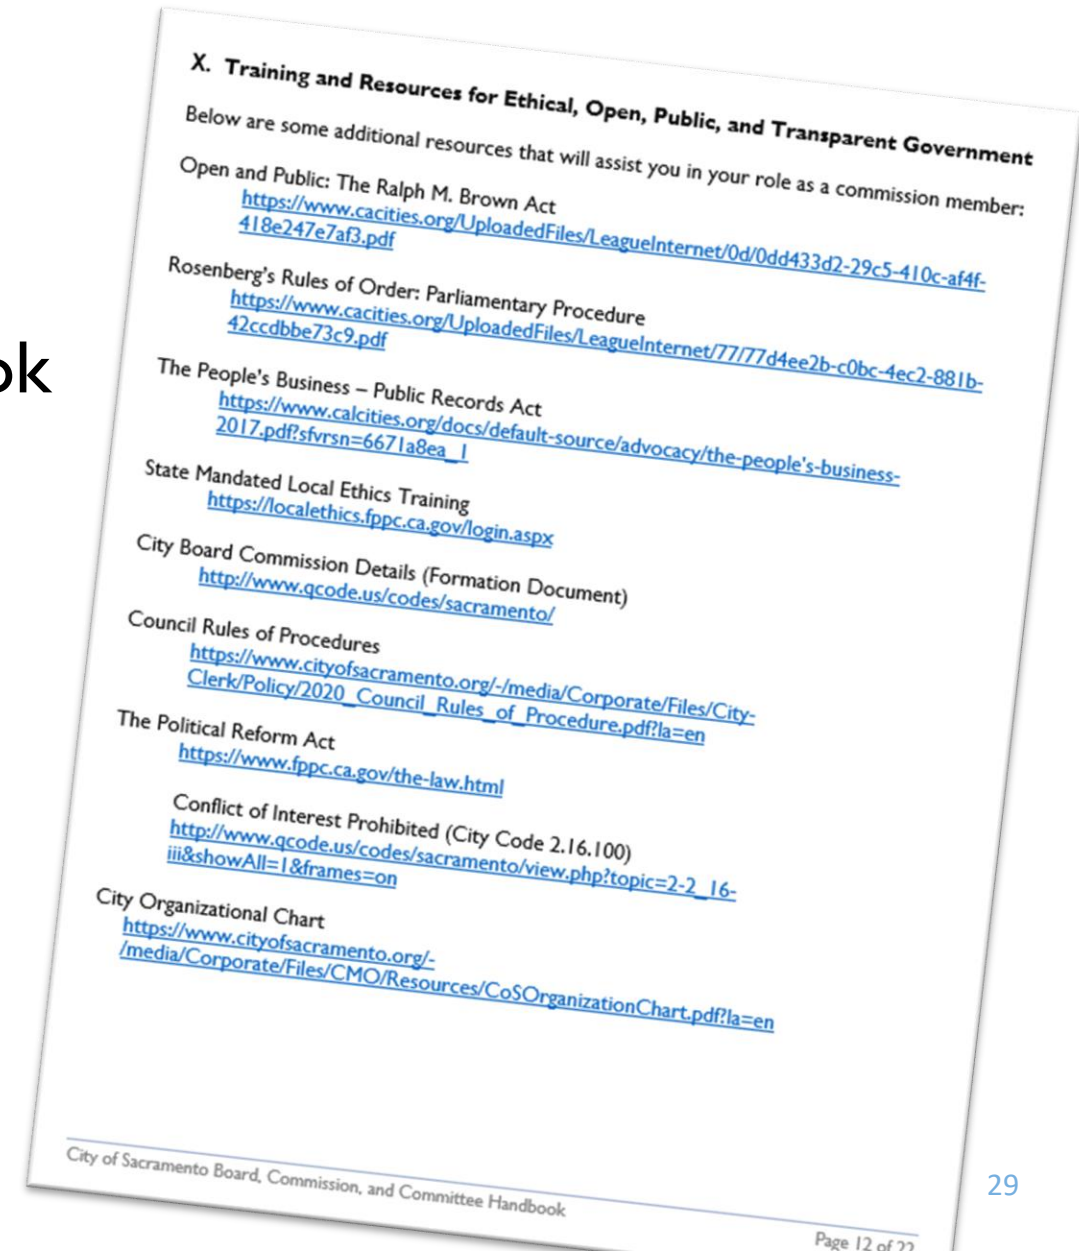 ok
X. Training and Resources for Ethical, Open, Public, and Transparent Government
Below are some additional resources that will assist you in your role as a commission member:
Open and Public: The Ralph M. Brown Act
https://www.cacities.org/UploadedFiles/LeagueInternet/0d/0dd433d2-29c5-410c-af4f-
418e247e7af3.pdf
Rosenberg's Rules of Order: Parliamentary Procedure
https://www.cacities.org/UploadedFiles/LeagueInternet/77/77d4ee2b-c0bc-4ec2-881b-
42ccdbbe73c9.pdf
The People's Business – Public Records Act
https://www.calcities.org/docs/default-source/advocacy/the-people's-business-
2017.pdf?sfvrsn=6671a8ea_1
State Mandated Local Ethics Training
https://localethics.fppc.ca.gov/login.aspx
City Board Commission Details (Formation Document)
http://www.qcode.us/codes/sacramento/
Council Rules of Procedures
https://www.cityofsacramento.org/-/media/Corporate/Files/City-
Clerk/Policy/2020_Council_Rules_of_Procedure.pdf?la=en
The Political Reform Act
https://www.fppc.ca.gov/the-law.html
Conflict of Interest Prohibited (City Code 2.16.100)
http://www.qcode.us/codes/sacramento/view.php?topic=2-2_16-
iii&showAll=1&frames=on
City Organizational Chart
https://www.cityofsacramento.org/-
/media/Corporate/Files/CMO/Resources/CoSOrganizationChart.pdf?la=en
City of Sacramento Board, Commission, and Committee Handbook
Page 12 of 22
29